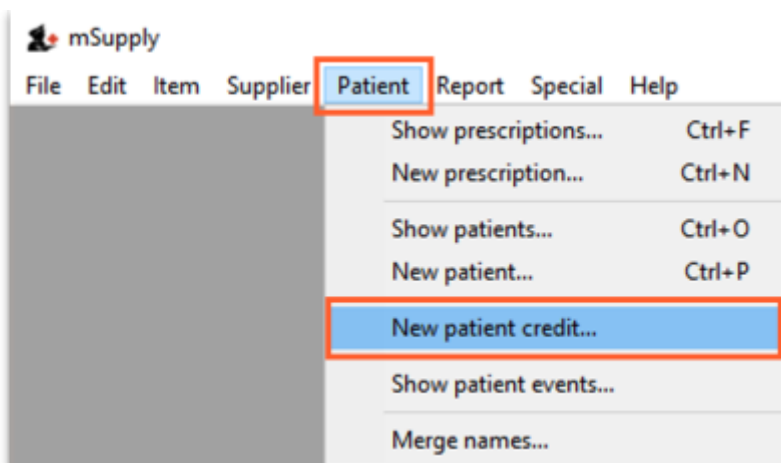 mSupply
File Edit Item Supplier Patient Report Special Help
Show prescriptions... Ctrl+F
New prescription... Ctrl+N
Show patients... Ctrl+O
New patient... Ctrl+P
New patient credit...
Show patient events...
Merge names...